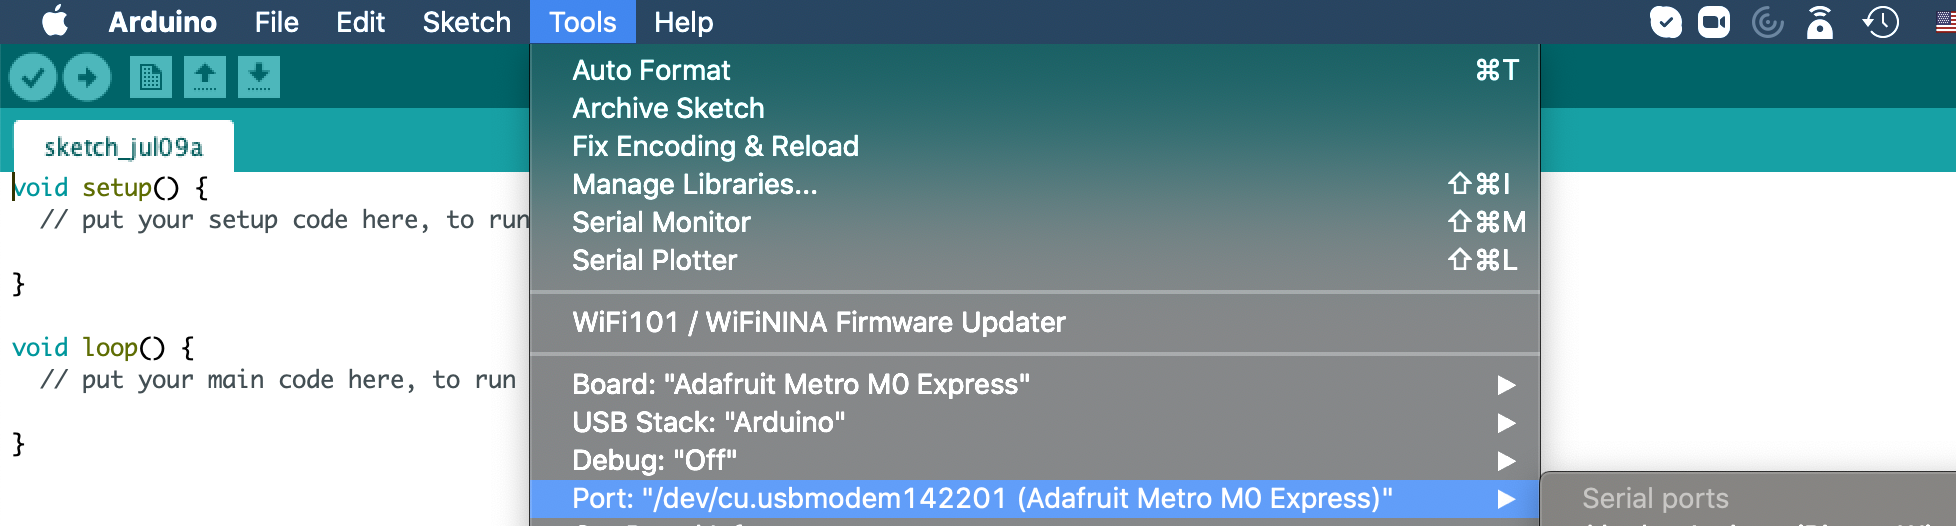 Arduino File Edit Sketch Tools Help
sketch_jul09a
void setup() {
// put your setup code here, to run
}
void loop() {
// put your main code here, to run
}
Auto Format ⌘T
Archive Sketch
Fix Encoding & Reload
Manage Libraries... ⇧⌘I
Serial Monitor ⇧⌘M
Serial Plotter ⇧⌘L
WiFi101 / WiFiNINA Firmware Updater
Board: "Adafruit Metro M0 Express"
USB Stack: "Arduino"
Debug: "Off"
Port: "/dev/cu.usbmodem142201 (Adafruit Metro M0 Express)"
Serial ports